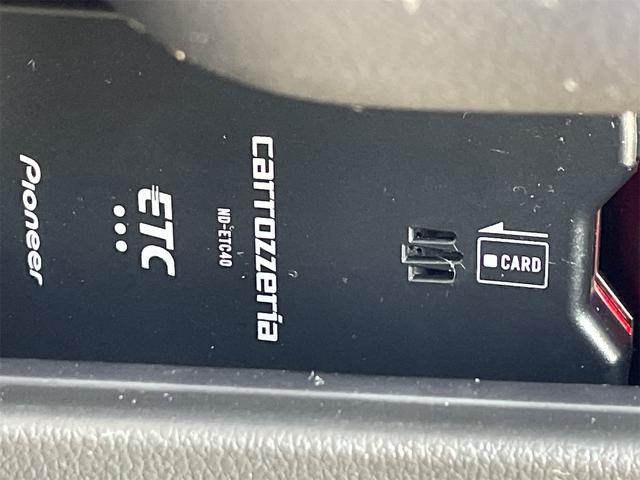 carrozzeria
ND-ETC40
ETC
Pioneer
CARD